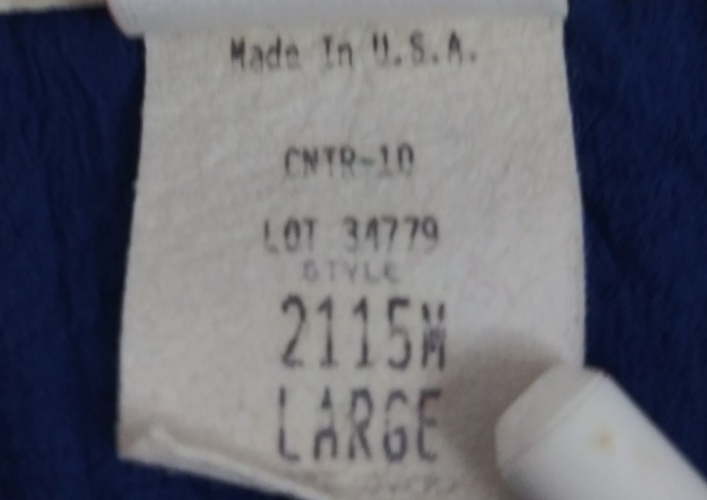 Made In U.S.A.
CNTR-10
LOT 34779
STYLE
2115M
LARGE